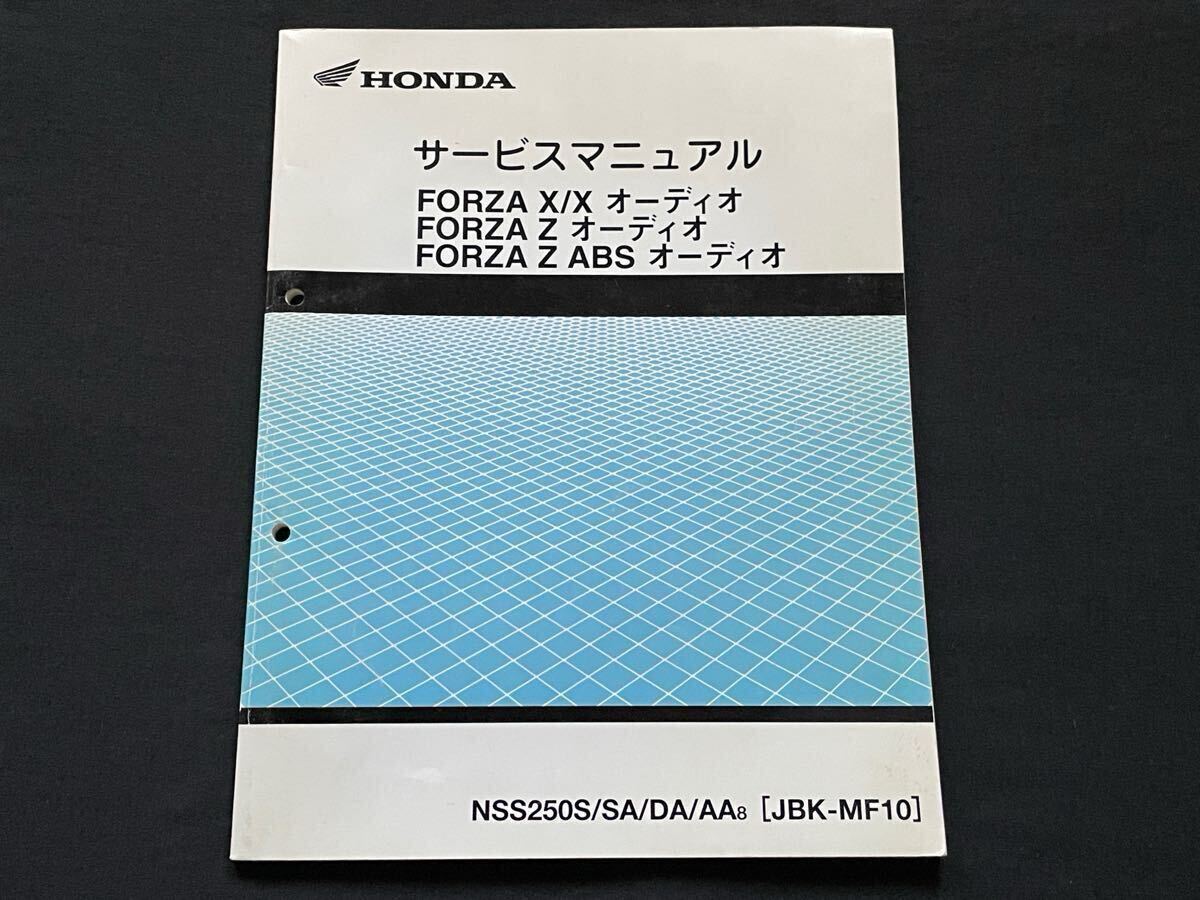 HONDA
サービスマニュアル
FORZA X/X オーディオ
FORZA Z オーディオ
FORZA Z ABS オーディオ
NSS250S/SA/DA/AA8 [JBK-MF10]